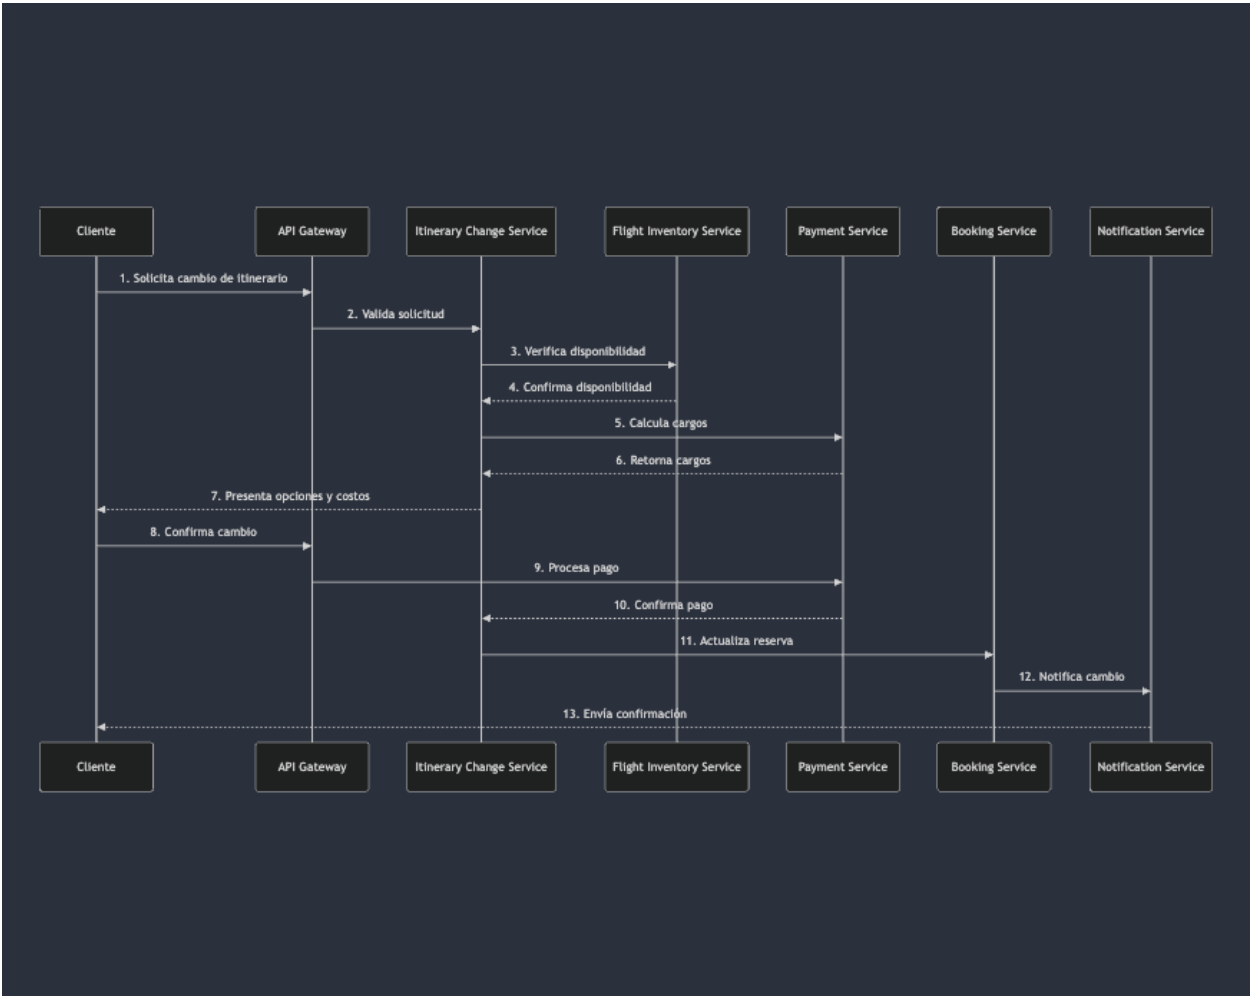 Cliente
API Gateway
Itinerary Change Service
Flight Inventory Service
Payment Service
Booking Service
Notification Service
1. Solicita cambio de itinerario
2. Valida solicitud
3. Verifica disponibilidad
4. Confirma disponibilidad
5. Calcula cargos
6. Retorna cargos
7. Presenta opciones y costos
8. Confirma cambio
9. Procesa pago
10. Confirma pago
11. Actualiza reserva
12. Notifica cambio
13. Envía confirmación
Cliente
API Gateway
Itinerary Change Service
Flight Inventory Service
Payment Service
Booking Service
Notification Service